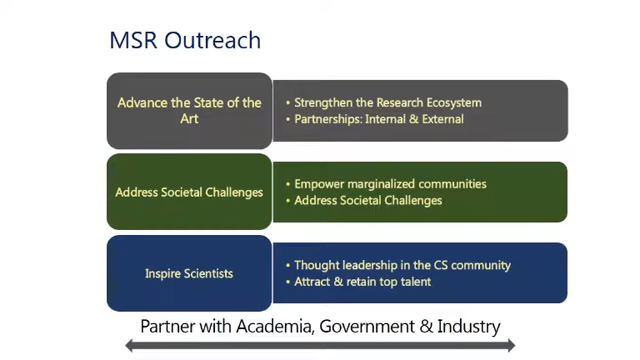 MSR Outreach
Advance the State of the
Art
• Strengthen the Research Ecosystem
• Partnerships: Internal & External
Address Societal Challenges
• Empower marginalized communities
• Address Societal Challenges
Inspire Scientists
• Thought leadership in the CS community
• Attract & retain top talent
Partner with Academia, Government & Industry